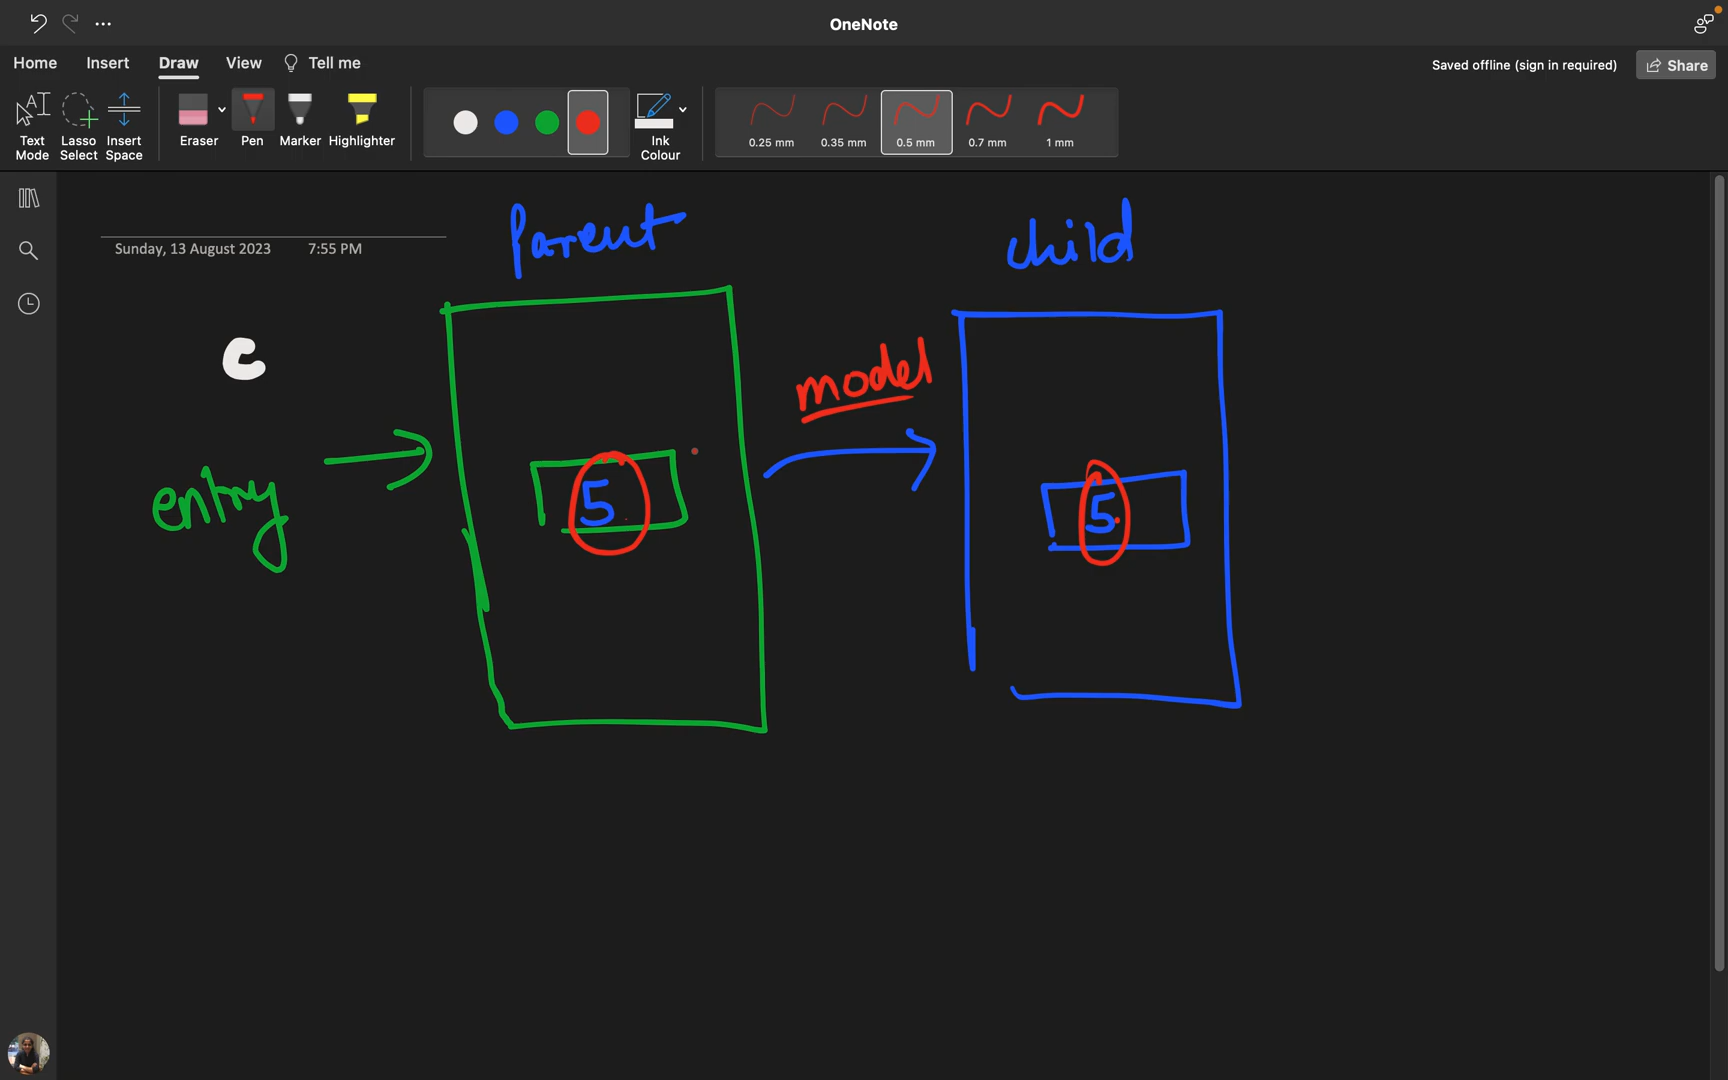 OneNote
Home Insert Draw View Tell me
Saved offline (sign in required) Share
Text Mode
Lasso Select
Insert Space
Eraser
Pen
Marker
Highlighter
Ink Colour
0.25 mm 0.35 mm 0.5 mm 0.7 mm 1 mm
Sunday, 13 August 2023 7:55 PM
Parent
child
c
model
entry
5
5